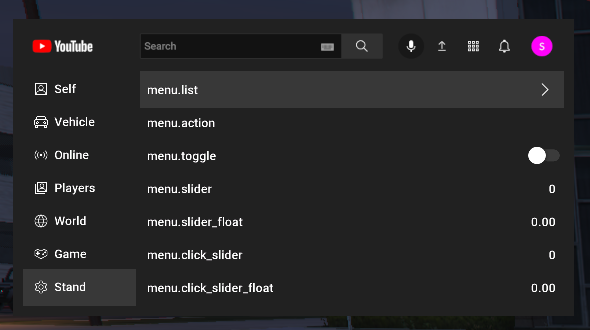 YouTube
Search
S
Self
Vehicle
Online
Players
World
Game
Stand
menu.list
menu.action
menu.toggle
menu.slider 0
menu.slider_float 0.00
menu.click_slider 0
menu.click_slider_float 0.00